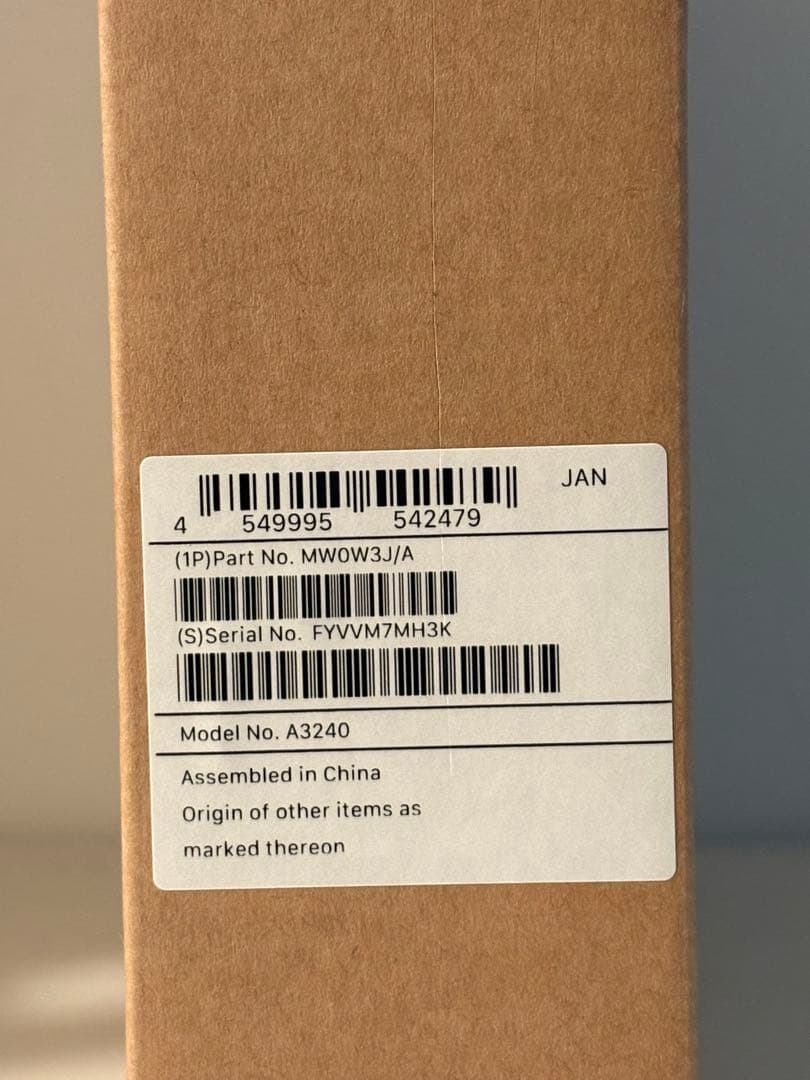 JAN
4 549995 542479
(1P)Part No. MW0W3J/A
(S)Serial No. FYVVM7MH3K
Model No. A3240
Assembled in China
Origin of other items as
marked thereon